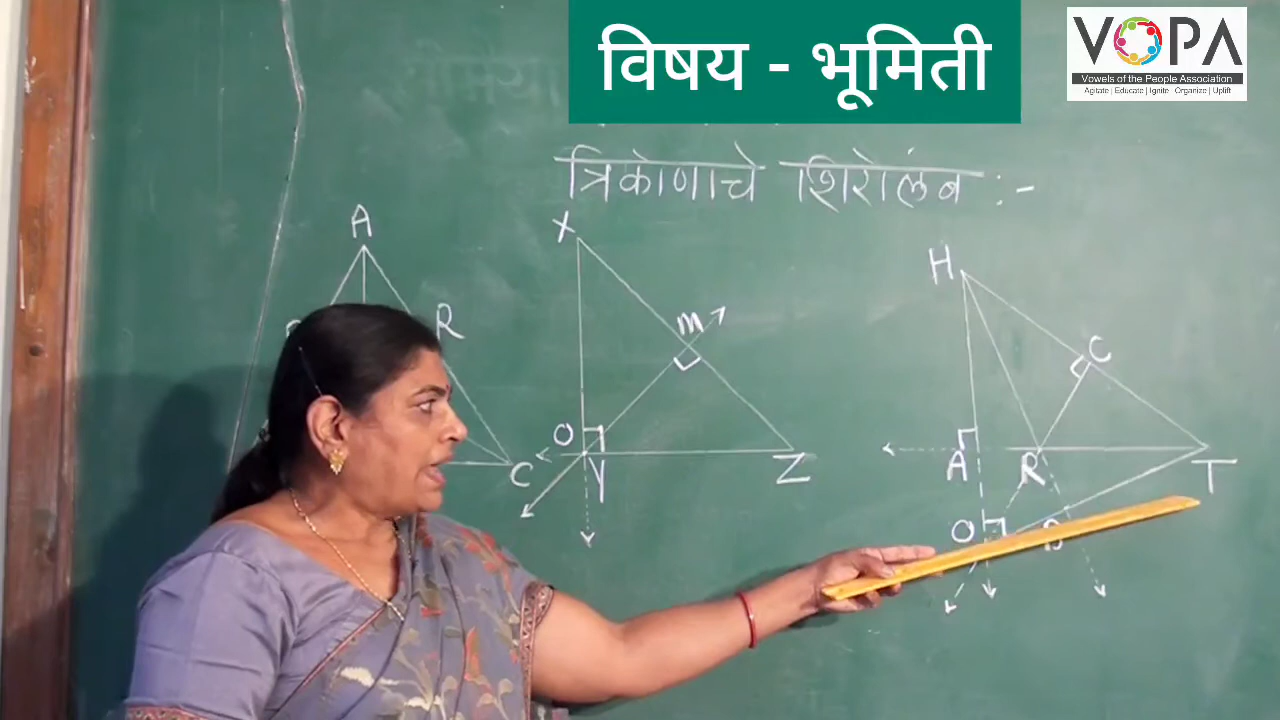 विषय - भूमिती
VOPA
Vowels of the People Association
Agitate | Educate | Ignite Organize | Uplift
त्रिकोणाचे शिरोलंब :-
A
R
C
X
M
O
Y
Z
H
C
A
R
T
O